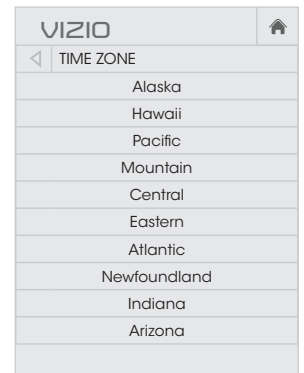 VIZIO
TIME ZONE
Alaska
Hawaii
Pacific
Mountain
Central
Eastern
Atlantic
Newfoundland
Indiana
Arizona